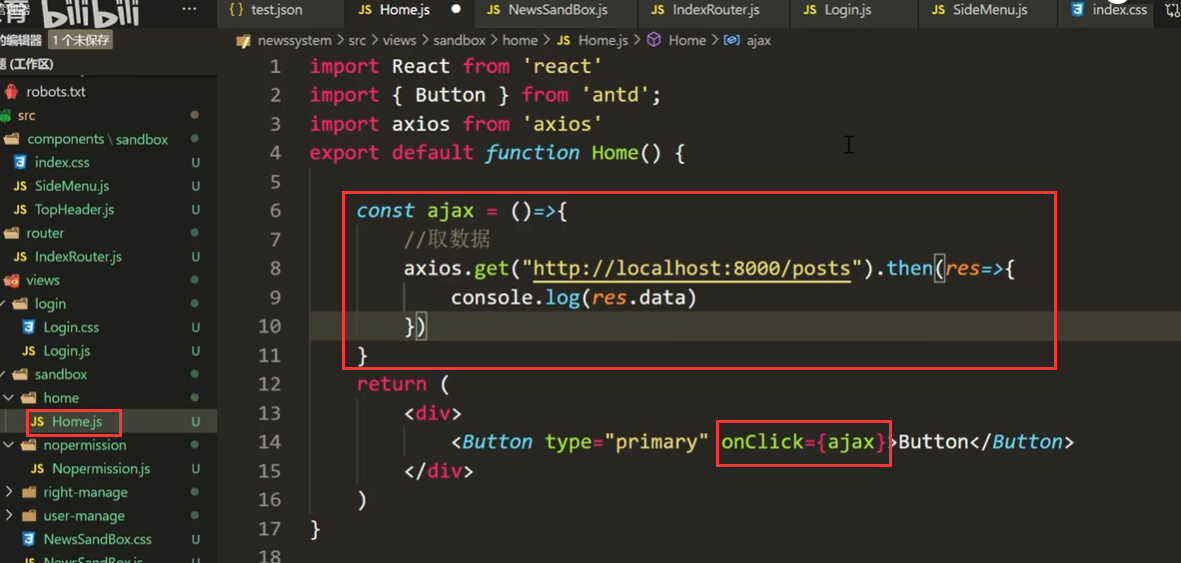 bilibili
{} test.json
JS Home.js ●
JS NewsSandBox.js
JS IndexRouter.js
JS Login.js
JS SideMenu.js
index.css
的编辑器 1个未保存
newssystem > src > views > sandbox > home > JS Home.js > Home > ajax
(工作区)
robots.txt
src
components \ sandbox
index.css U
JS SideMenu.js U
JS TopHeader.js U
router
JS IndexRouter.js U
views
login
Login.css U
JS Login.js U
sandbox
home
JS Home.js U
nopermission
JS Nopermission.js U
right-manage
user-manage
NewsSandBox.css U
JS NewsSandBox.js U
1 import React from 'react'
2 import { Button } from 'antd';
3 import axios from 'axios'
4 export default function Home() {
5
6 const ajax = ()=>{
7 //取数据
8 axios.get("http://localhost:8000/posts").then(res=>{
9 console.log(res.data)
10 })
11 }
12 return (
13 <div>
14 <Button type="primary" onClick={ajax}>Button</Button>
15 </div>
16 )
17 }
18